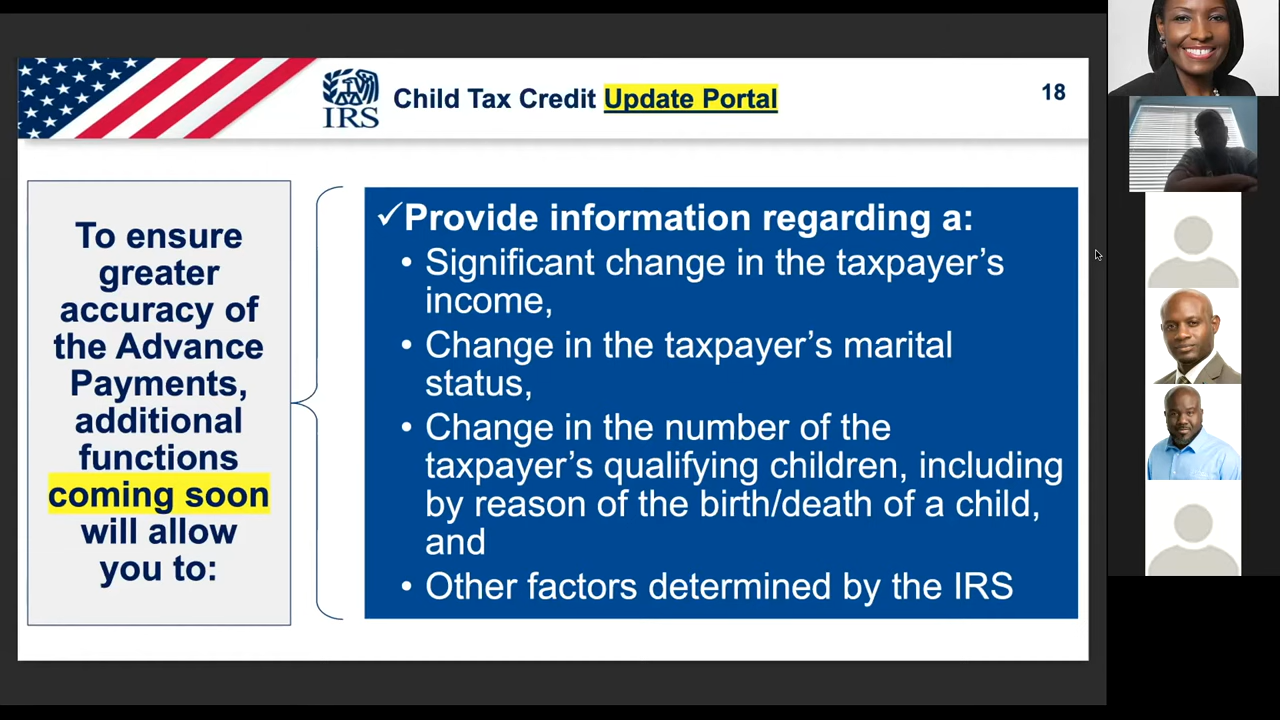 IRS
Child Tax Credit Update Portal
18
To ensure
greater
accuracy of
the Advance
Payments,
additional
functions
coming soon
will allow
you to:
✓Provide information regarding a:
• Significant change in the taxpayer’s
income,
• Change in the taxpayer’s marital
status,
• Change in the number of the
taxpayer’s qualifying children, including
by reason of the birth/death of a child,
and
• Other factors determined by the IRS